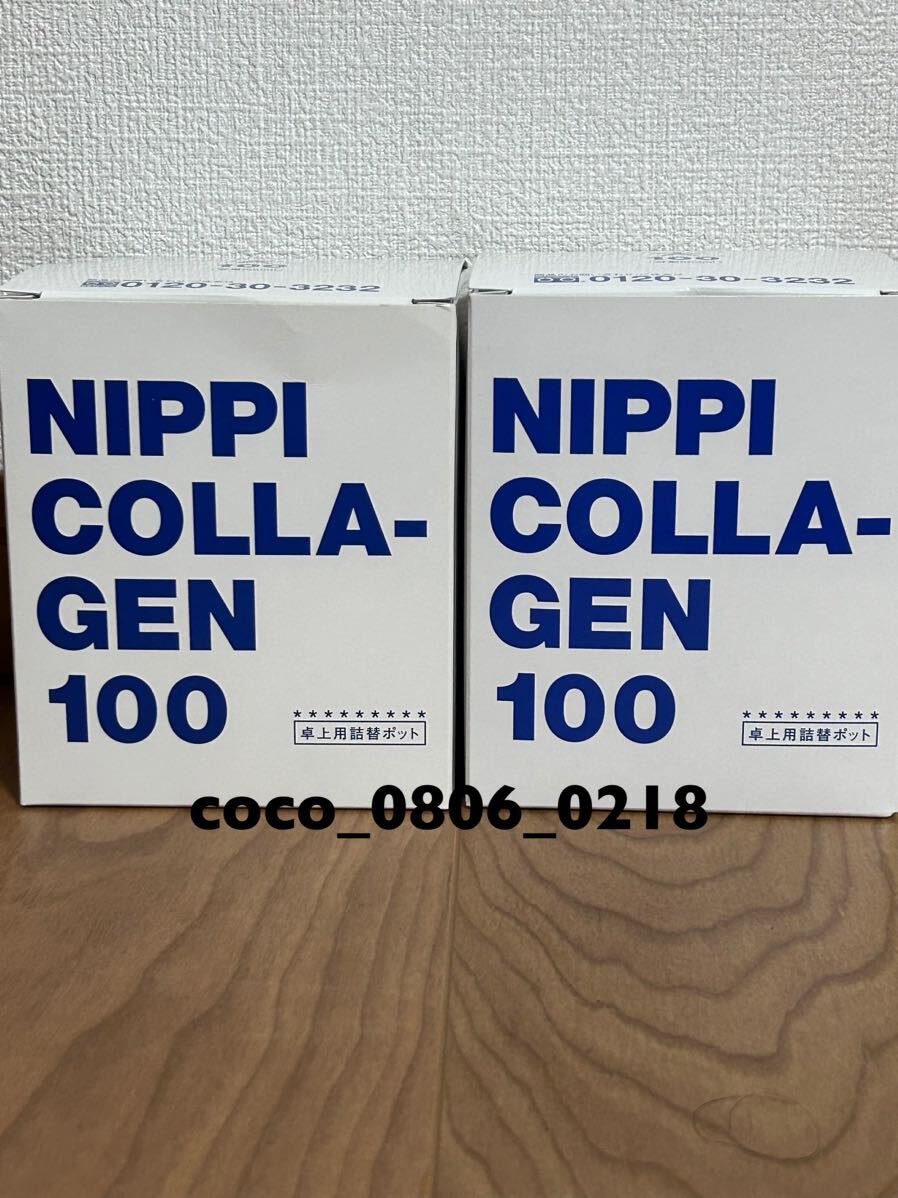 0120-30-3232
NIPPI
COLLA-
GEN
100
*********
卓上用詰替ポット
100
0120-30-3232
NIPPI
COLLA-
GEN
100
*********
卓上用詰替ポット
coco_0806_0218